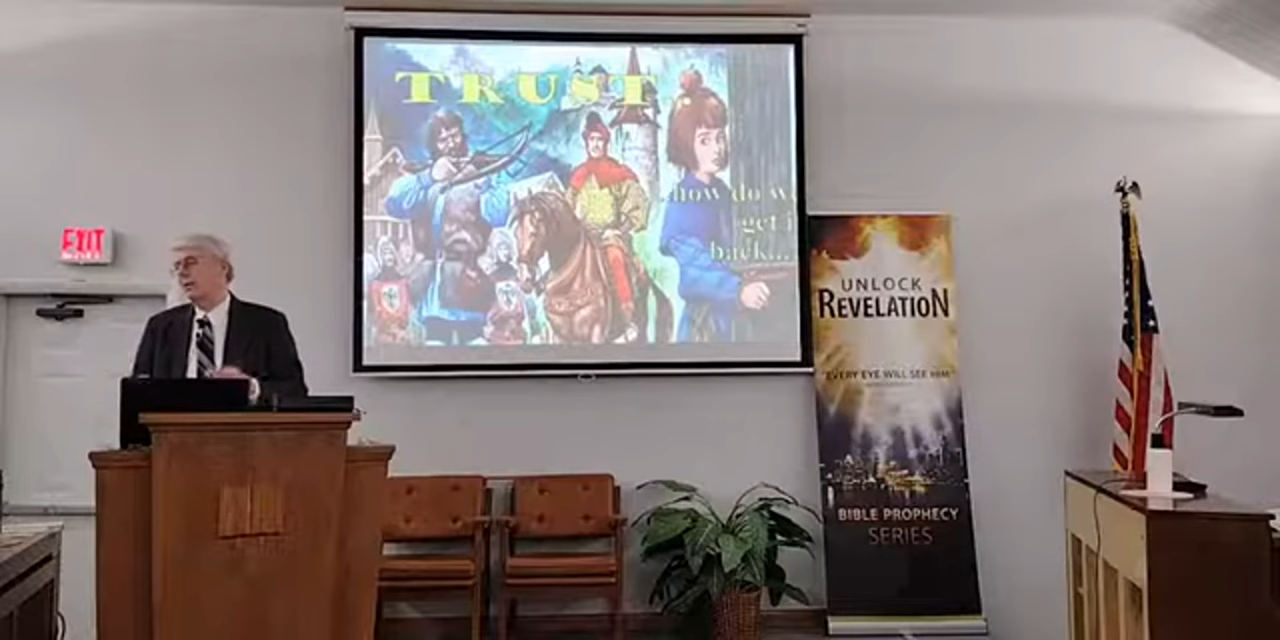 TRUST
...how do w
get i
back....
EXIT
UNLOCK
REVELATION
"EVERY EYE WILL SEE HIM"
BIBLE PROPHECY
SERIES